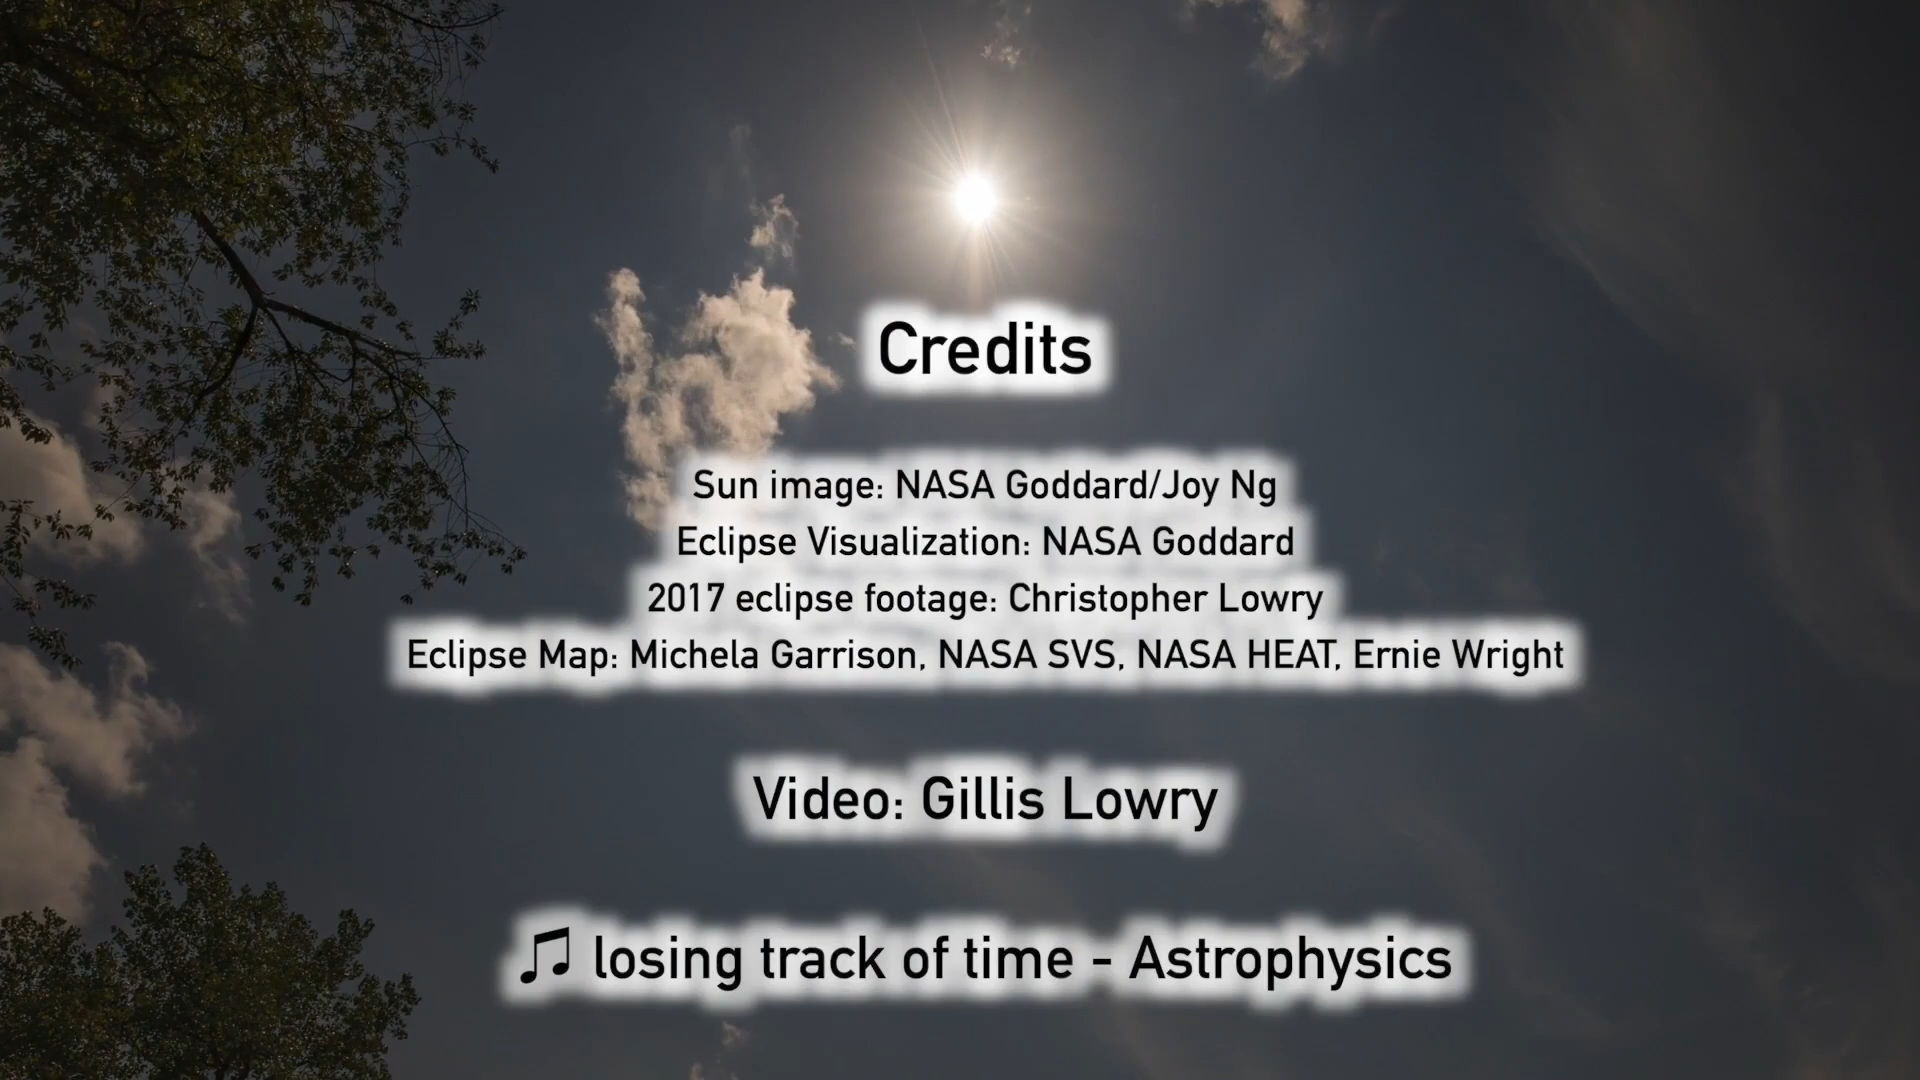 Credits
Sun image: NASA Goddard/Joy Ng
Eclipse Visualization: NASA Goddard
2017 eclipse footage: Christopher Lowry
Eclipse Map: Michela Garrison, NASA SVS, NASA HEAT, Ernie Wright
Video: Gillis Lowry
♫ losing track of time - Astrophysics